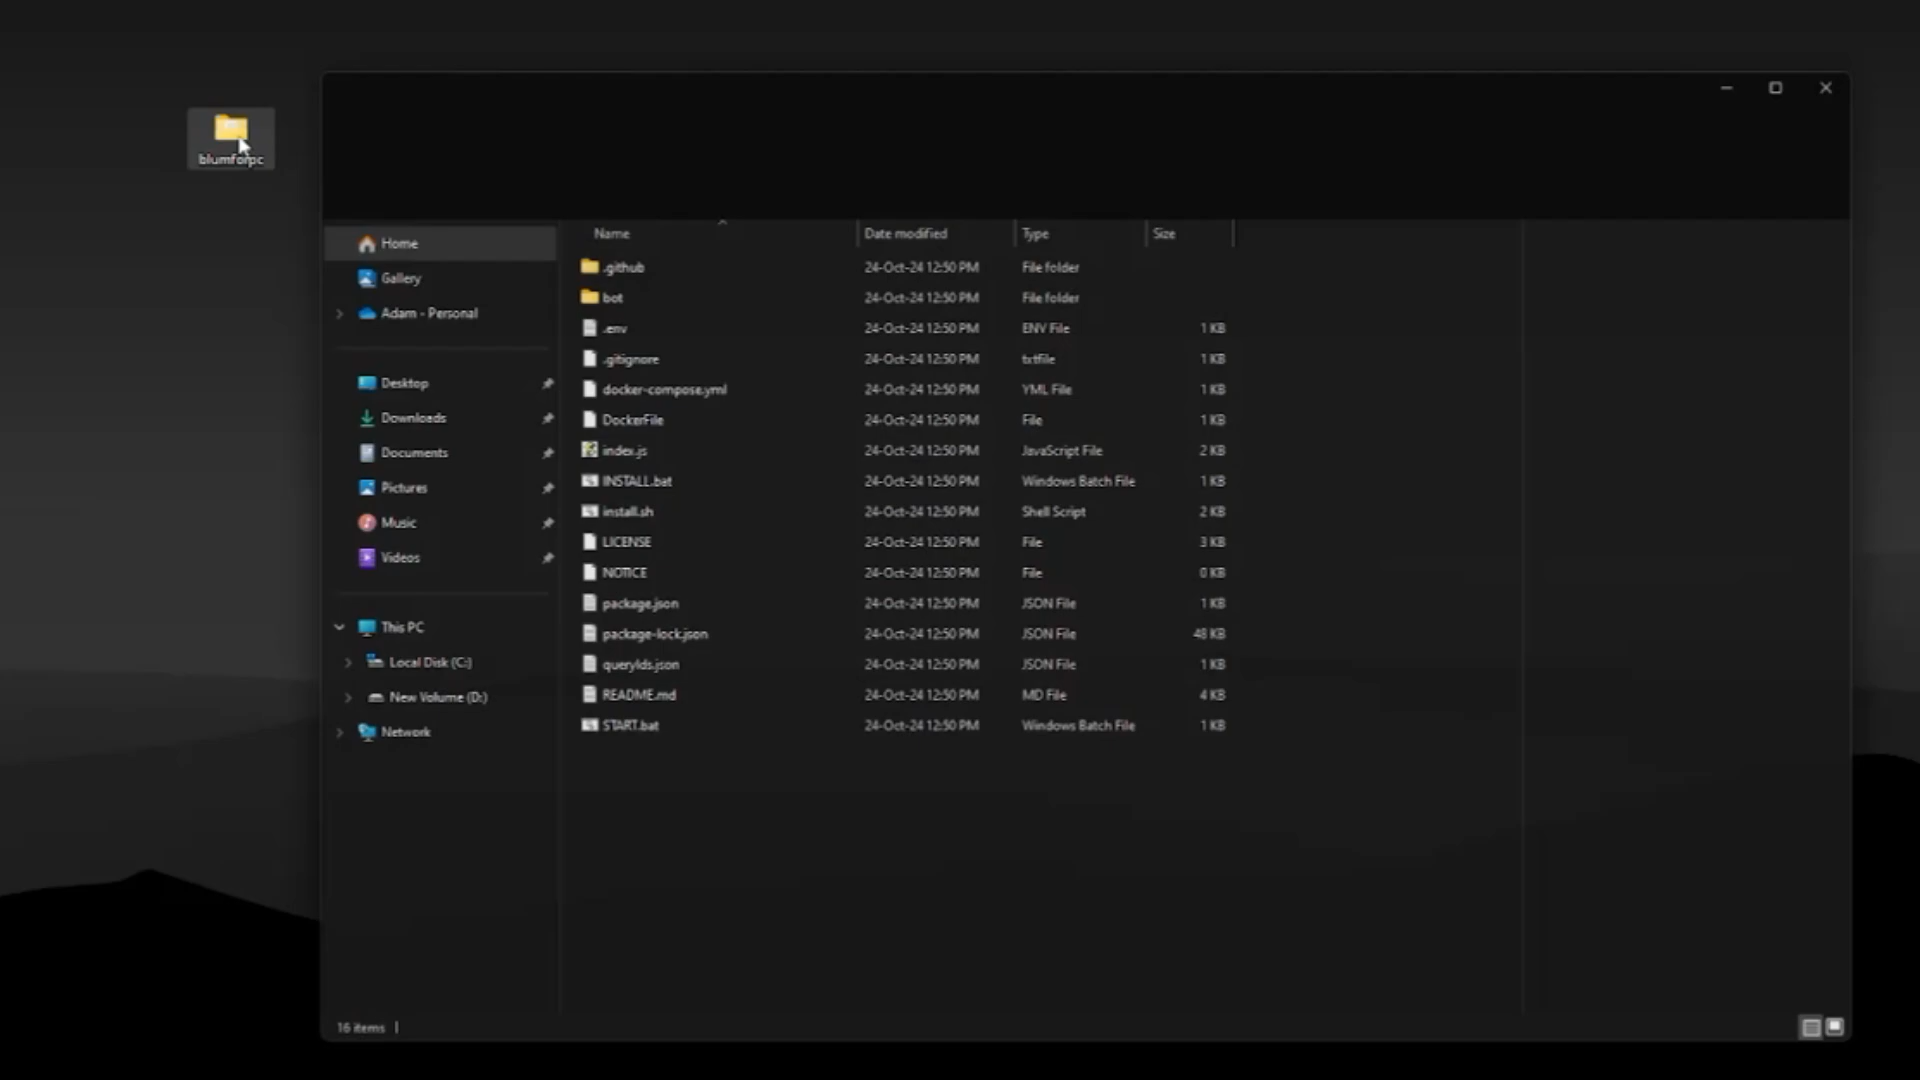 blumforpc
Home
Gallery
Adam - Personal
Desktop
Downloads
Documents
Pictures
Music
Videos
This PC
Local Disk (C:)
New Volume (D:)
Network
Name Date modified Type Size
.github 24-Oct-24 12:50 PM File folder
bot 24-Oct-24 12:50 PM File folder
.env 24-Oct-24 12:50 PM ENV File 1 KB
.gitignore 24-Oct-24 12:50 PM txtfile 1 KB
docker-compose.yml 24-Oct-24 12:50 PM YML File 1 KB
DockerFile 24-Oct-24 12:50 PM File 1 KB
index.js 24-Oct-24 12:50 PM JavaScript File 2 KB
INSTALL.bat 24-Oct-24 12:50 PM Windows Batch File 1 KB
install.sh 24-Oct-24 12:50 PM Shell Script 2 KB
LICENSE 24-Oct-24 12:50 PM File 3 KB
NOTICE 24-Oct-24 12:50 PM File 0 KB
package.json 24-Oct-24 12:50 PM JSON File 1 KB
package-lock.json 24-Oct-24 12:50 PM JSON File 48 KB
queryIds.json 24-Oct-24 12:50 PM JSON File 1 KB
README.md 24-Oct-24 12:50 PM MD File 4 KB
START.bat 24-Oct-24 12:50 PM Windows Batch File 1 KB
16 items